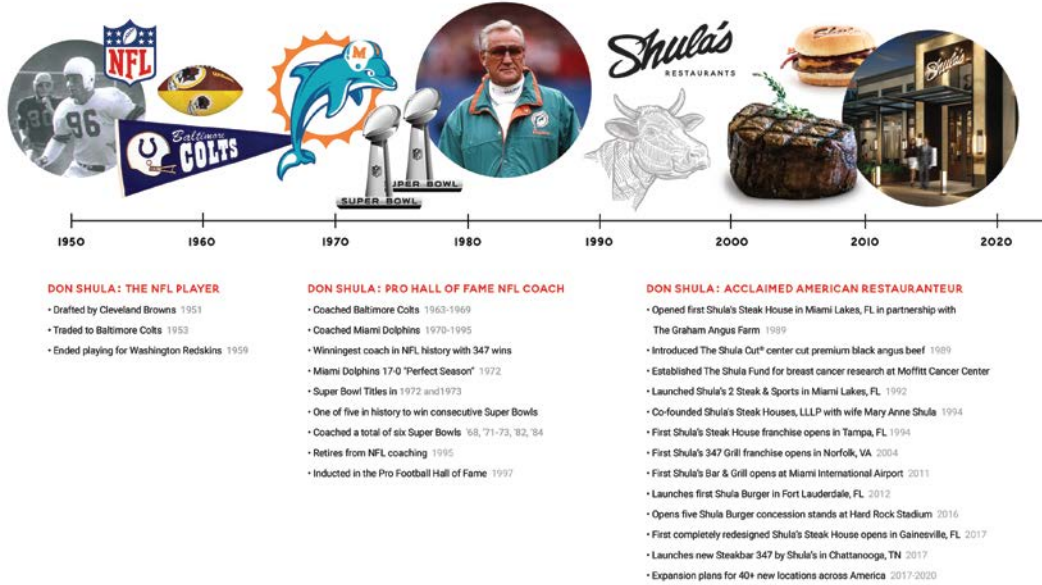 NFL
96
Baltimore
COLTS
M
SUPER BOWL
UPER BOWL
Shula's
RESTAURANTS
Shula's
1950 1960 1970 1980 1990 2000 2010 2020
DON SHULA: THE NFL PLAYER
• Drafted by Cleveland Browns 1951
• Traded to Baltimore Colts 1953
• Ended playing for Washington Redskins 1959
DON SHULA: PRO HALL OF FAME NFL COACH
• Coached Baltimore Colts 1963-1969
• Coached Miami Dolphins 1970-1995
• Winningest coach in NFL history with 347 wins
• Miami Dolphins 17-0 "Perfect Season" 1972
• Super Bowl Titles in 1972 and1973
• One of five in history to win consecutive Super Bowls
• Coached a total of six Super Bowls '68, '71-73, '82, '84
• Retires from NFL coaching 1995
• Inducted in the Pro Football Hall of Fame 1997
DON SHULA: ACCLAIMED AMERICAN RESTAURANTEUR
• Opened first Shula's Steak House in Miami Lakes, FL in partnership with
The Graham Angus Farm 1989
• Introduced The Shula Cut® center cut premium black angus beef 1989
• Established The Shula Fund for breast cancer research at Moffitt Cancer Center
• Launched Shula's 2 Steak & Sports in Miami Lakes, FL 1992
• Co-founded Shula's Steak Houses, LLLP with wife Mary Anne Shula 1994
• First Shula's Steak House franchise opens in Tampa, FL 1994
• First Shula's 347 Grill franchise opens in Norfolk, VA 2004
• First Shula's Bar & Grill opens at Miami International Airport 2011
• Launches first Shula Burger in Fort Lauderdale, FL 2012
• Opens five Shula Burger concession stands at Hard Rock Stadium 2016
• First completely redesigned Shula's Steak House opens in Gainesville, FL 2017
• Launches new Steakbar 347 by Shula's in Chattanooga, TN 2017
• Expansion plans for 40+ new locations across America 2017-2020